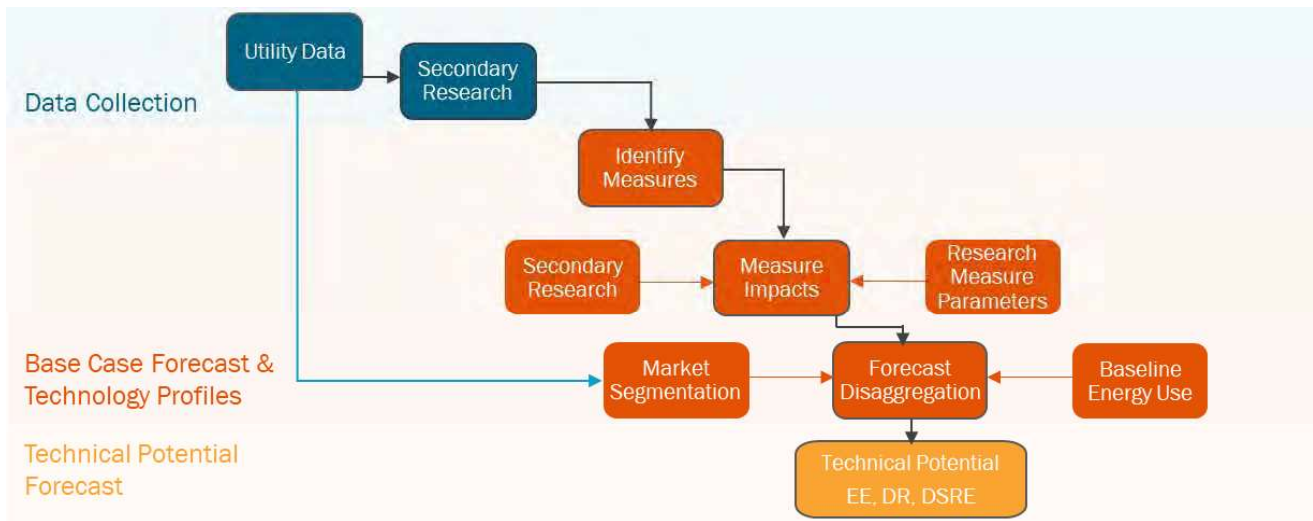 Utility Data
Secondary
Research
Data Collection
Identify
Measures
Secondary
Research
Measure
Impacts
Research
Measure
Parameters
Base Case Forecast &
Technology Profiles
Market
Segmentation
Forecast
Disaggregation
Baseline
Energy Use
Technical Potential
Forecast
Technical Potential
EE, DR, DSRE